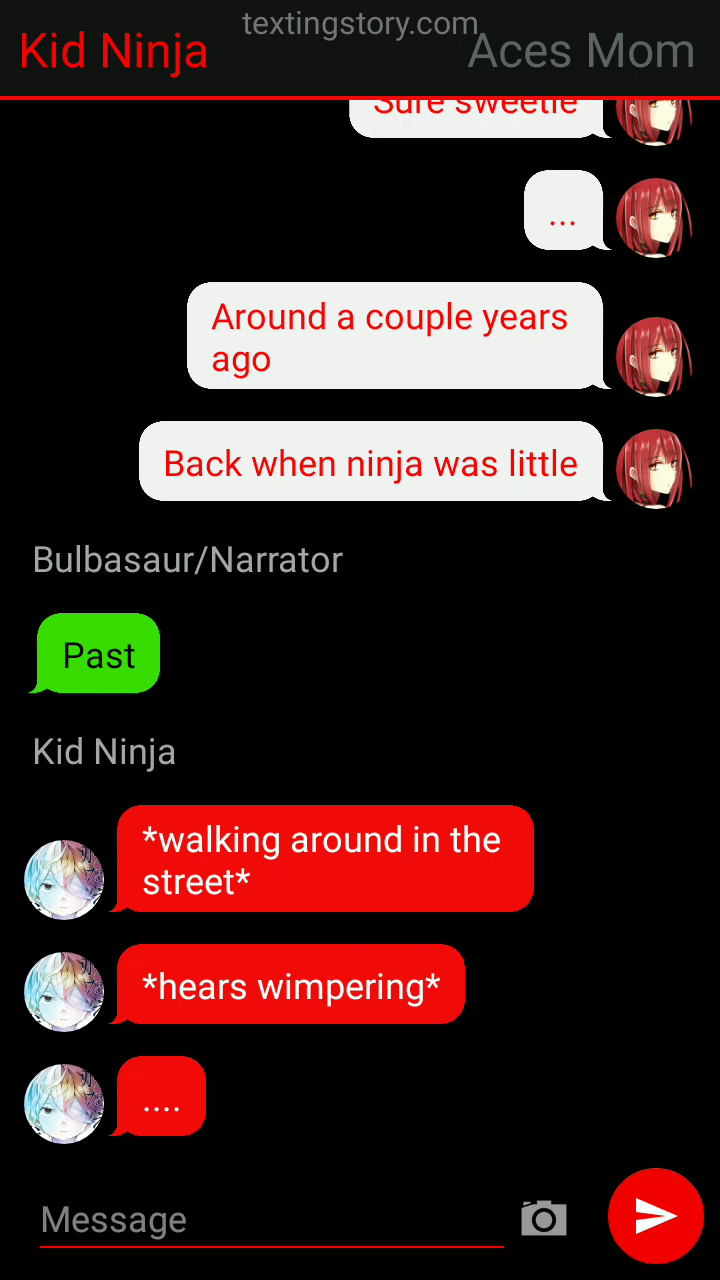 textingstory.com
Kid Ninja
Aces Mom
Sure sweetie
...
Around a couple years
ago
Back when ninja was little
Bulbasaur/Narrator
Past
Kid Ninja
*walking around in the
street*
*hears wimpering*
....
Message